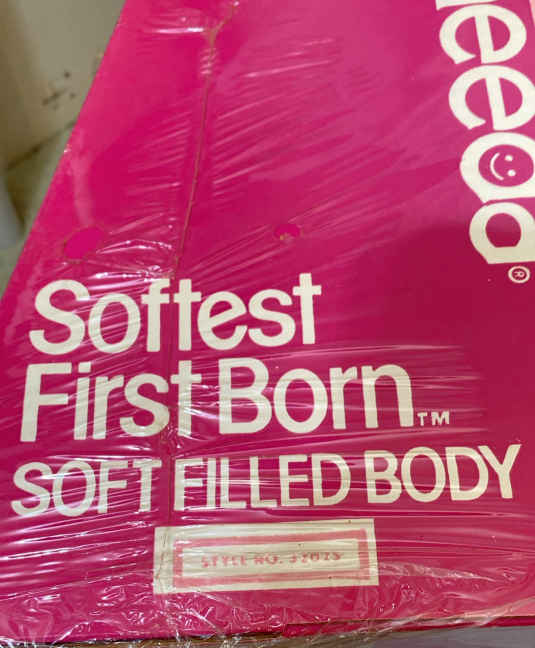 eeda®
Softest
First Born™
SOFT FILLED BODY
STYLE NO.